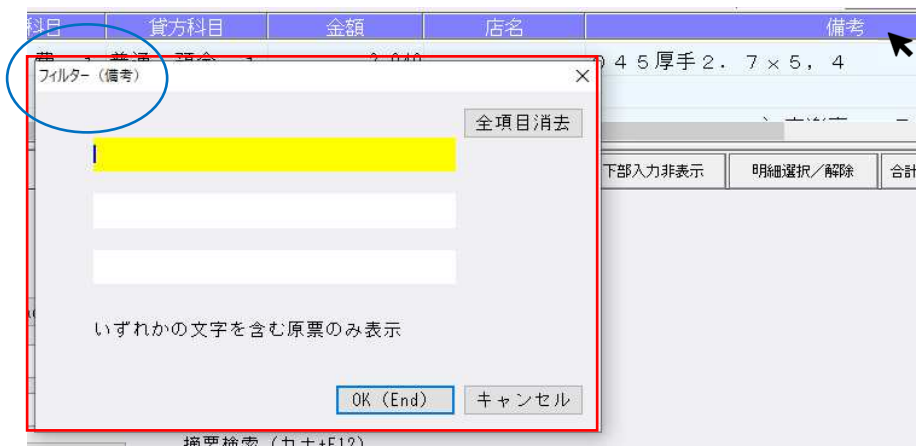 科目 貸方科目 金額 店名 備考
４５厚手２．７×５，４
フィルター（備考）
全項目消去
下部入力非表示 明細選択／解除 合計
いずれかの文字を含む原票のみ表示
OK（End） キャンセル
摘要検索（カナ+F12）